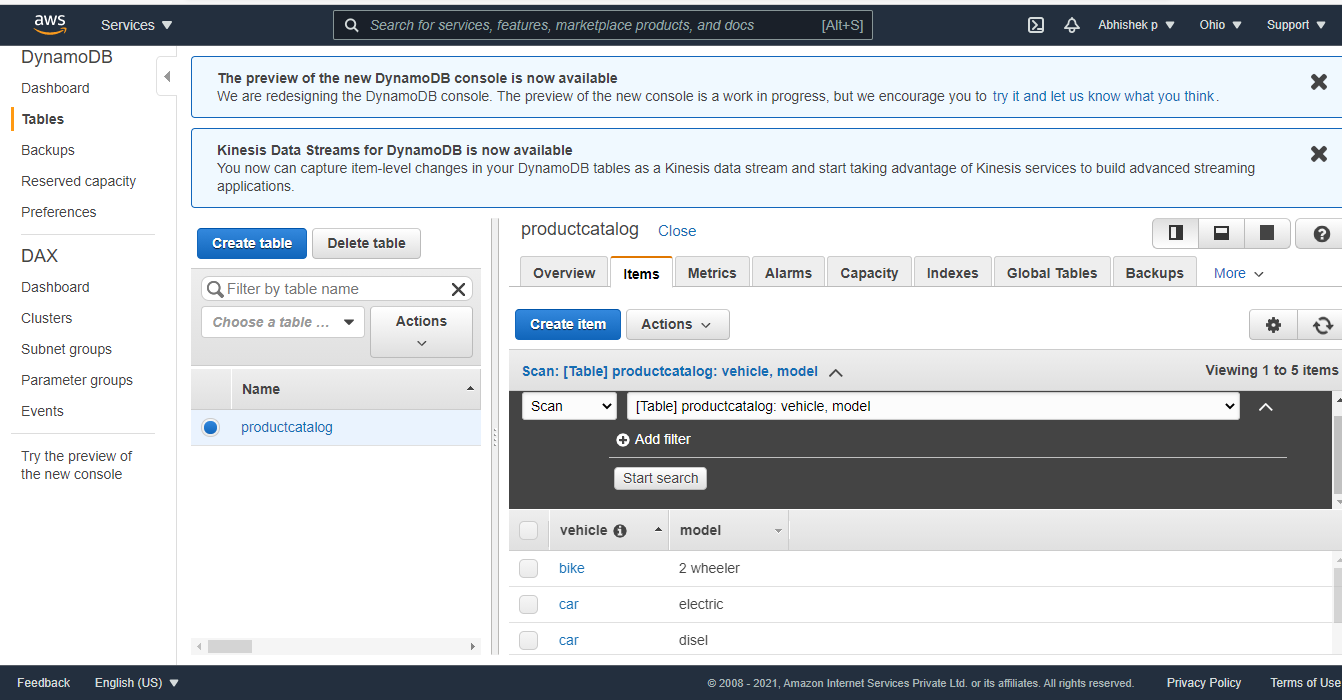 aws Services Search for services, features, marketplace products, and docs [Alt+S] Abhishek p Ohio Support
DynamoDB
Dashboard
Tables
Backups
Reserved capacity
Preferences
DAX
Dashboard
Clusters
Subnet groups
Parameter groups
Events
Try the preview of
the new console
The preview of the new DynamoDB console is now available
We are redesigning the DynamoDB console. The preview of the new console is a work in progress, but we encourage you to try it and let us know what you think.
Kinesis Data Streams for DynamoDB is now available
You now can capture item-level changes in your DynamoDB tables as a Kinesis data stream and start taking advantage of Kinesis services to build advanced streaming
applications.
Create table Delete table
Filter by table name
Choose a table ... Actions
Name
productcatalog
productcatalog Close
Overview Items Metrics Alarms Capacity Indexes Global Tables Backups More
Create item Actions
Scan: [Table] productcatalog: vehicle, model Viewing 1 to 5 items
Scan [Table] productcatalog: vehicle, model
Add filter
Start search
vehicle model
bike 2 wheeler
car electric
car disel
Feedback English (US) © 2008 - 2021, Amazon Internet Services Private Ltd. or its affiliates. All rights reserved. Privacy Policy Terms of Use